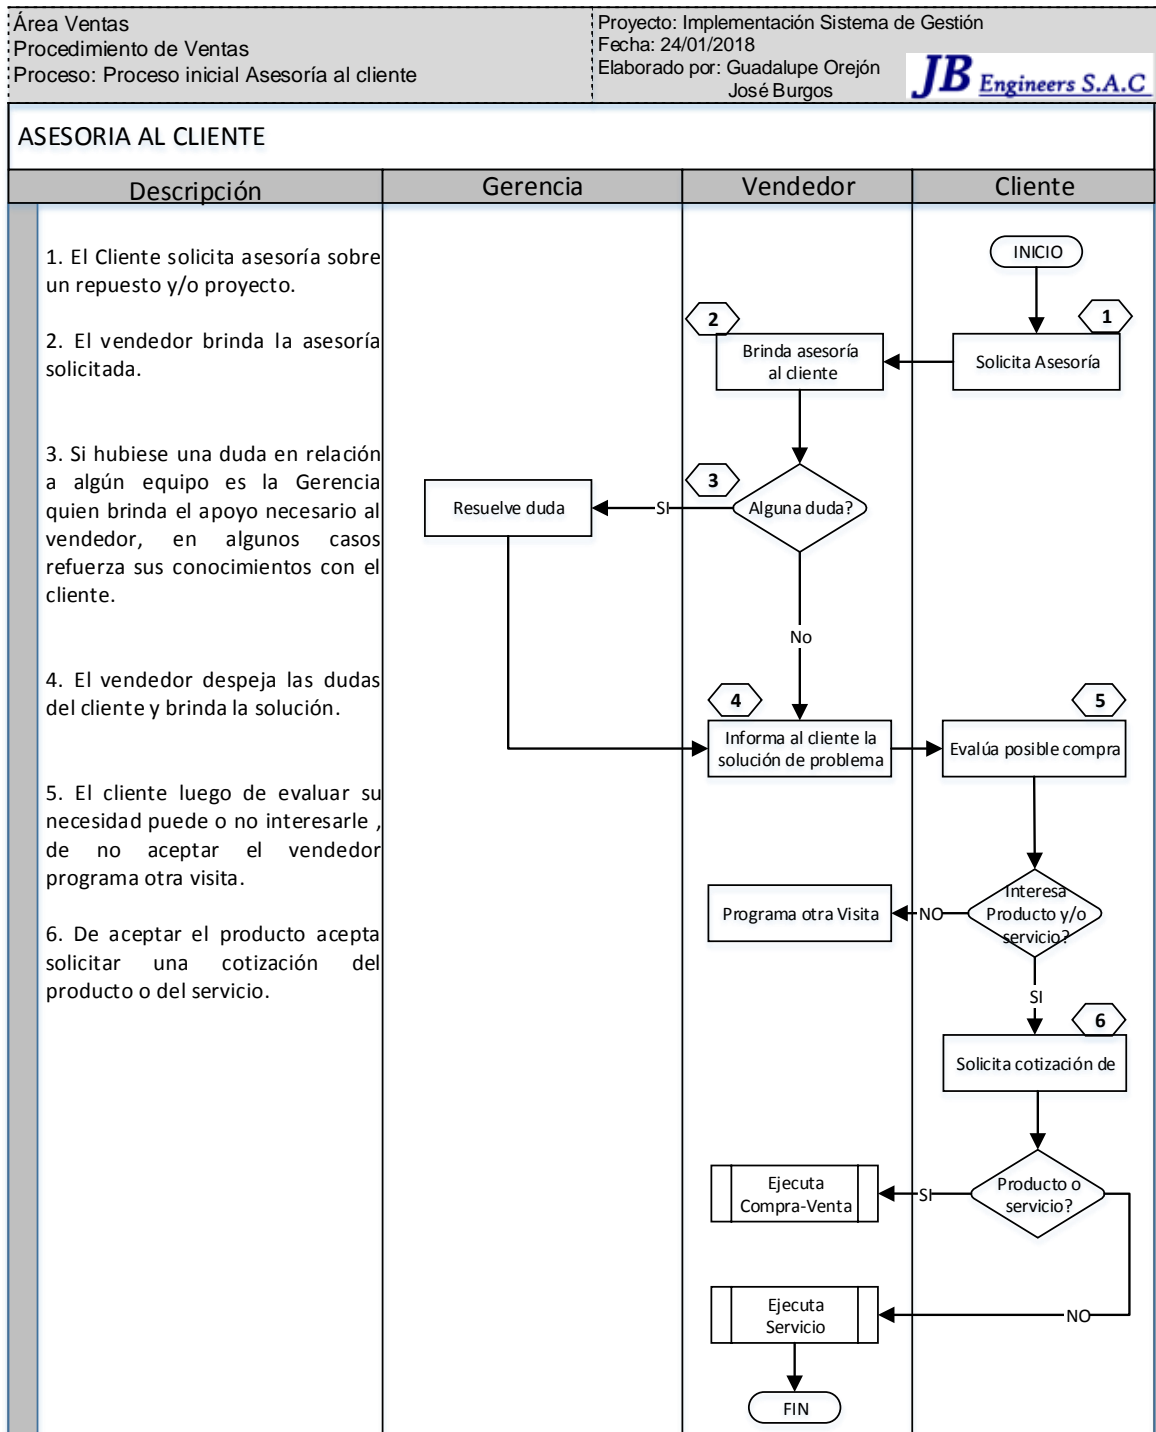 Área Ventas
Procedimiento de Ventas
Proceso: Proceso inicial Asesoría al cliente
Proyecto: Implementación Sistema de Gestión
Fecha: 24/01/2018
Elaborado por: Guadalupe Orejón
José Burgos
JB Engineers S.A.C
ASESORIA AL CLIENTE
Descripción
Gerencia
Vendedor
Cliente
1. El Cliente solicita asesoría sobre
un repuesto y/o proyecto.
2. El vendedor brinda la asesoría
solicitada.
3. Si hubiese una duda en relación
a algún equipo es la Gerencia
quien brinda el apoyo necesario al
vendedor, en algunos casos
refuerza sus conocimientos con el
cliente.
4. El vendedor despeja las dudas
del cliente y brinda la solución.
5. El cliente luego de evaluar su
necesidad puede o no interesarle ,
de no aceptar el vendedor
programa otra visita.
6. De aceptar el producto acepta
solicitar una cotización del
producto o del servicio.
INICIO
1
Solicita Asesoría
2
Brinda asesoría
al cliente
3
Alguna duda?
SI
Resuelve duda
No
4
Informa al cliente la
solución de problema
5
Evalúa posible compra
Interesa
Producto y/o
servicio?
NO
Programa otra Visita
SI
6
Solicita cotización de
Producto o
servicio?
SI
Ejecuta
Compra-Venta
NO
Ejecuta
Servicio
FIN